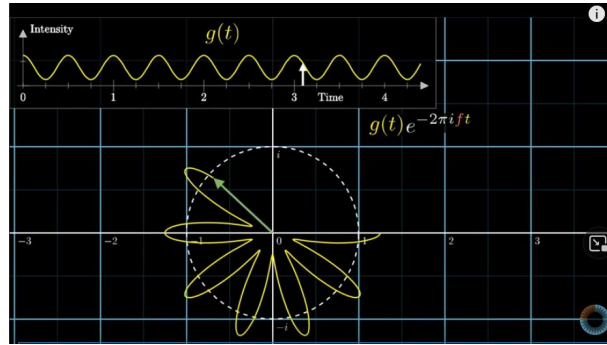 Intensity
g(t)
0 1 2 3 Time 4
g(t)e^{-2πift}
i
-3 -2 -1 0 1 2 3
-i